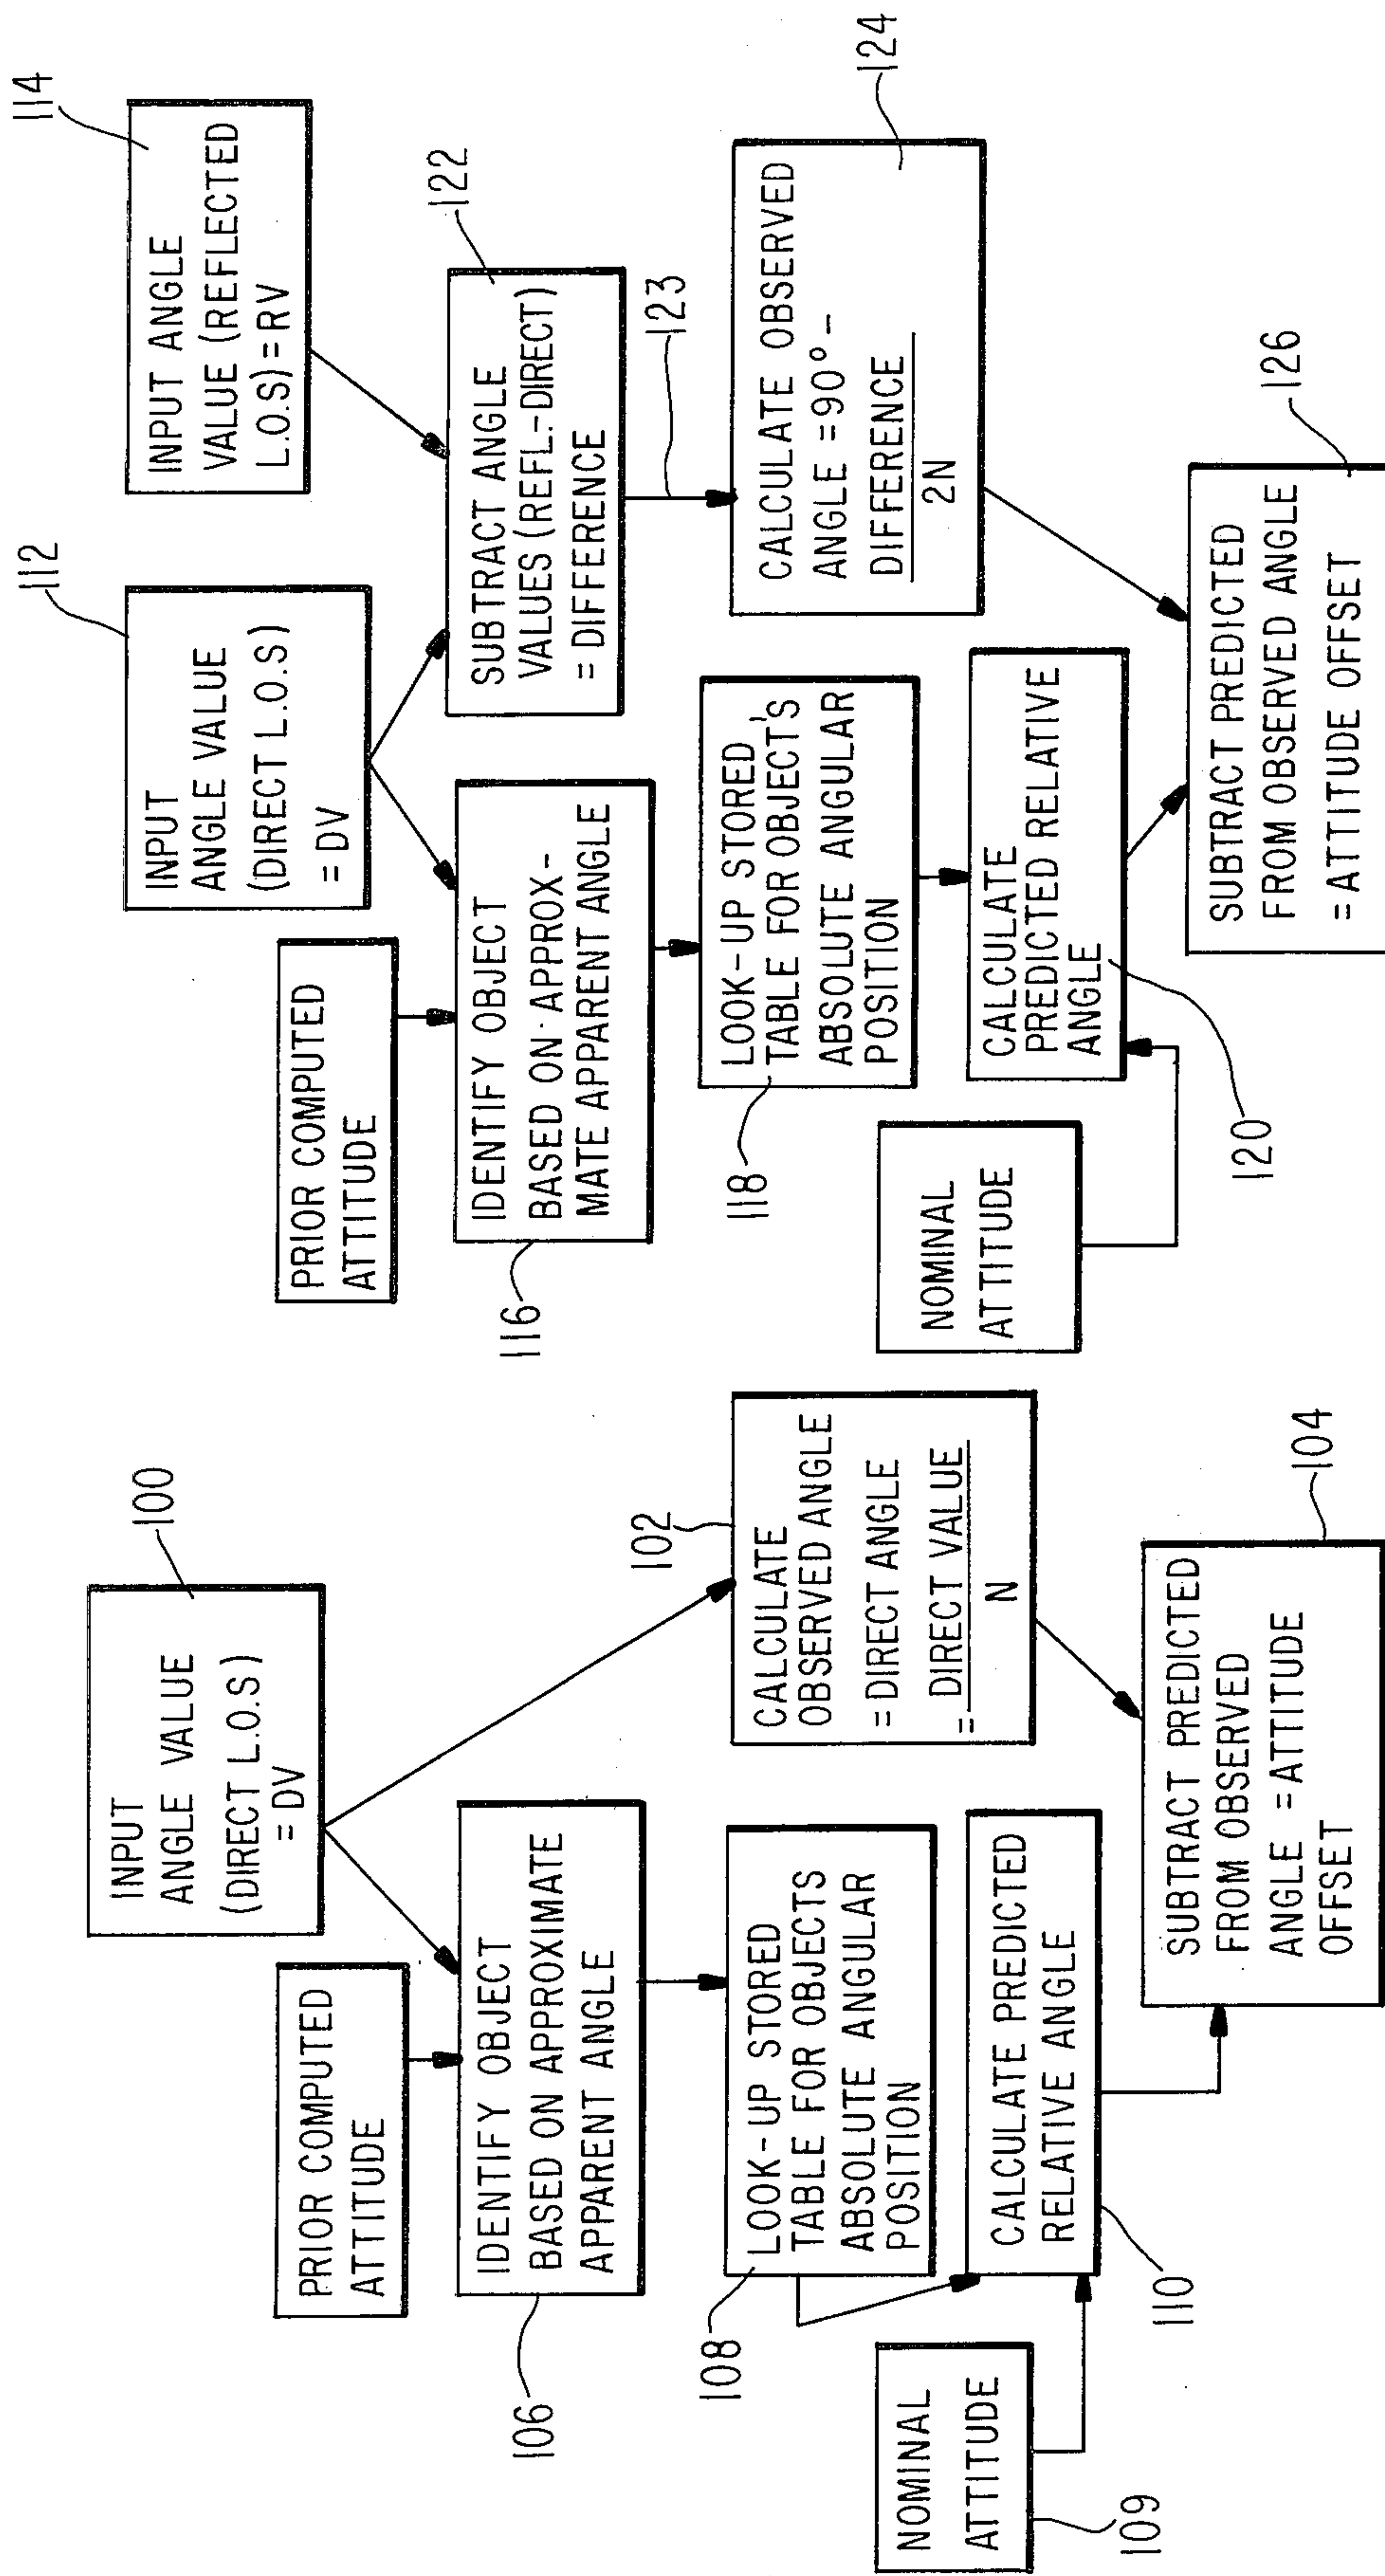 100
INPUT
ANGLE VALUE
(DIRECT L.O.S)
= DV
PRIOR COMPUTED
ATTITUDE
106
IDENTIFY OBJECT
BASED ON APPROXIMATE
APPARENT ANGLE
102
CALCULATE
OBSERVED ANGLE
= DIRECT ANGLE
= DIRECT VALUE
N
108
LOOK-UP STORED
TABLE FOR OBJECTS
ABSOLUTE ANGULAR
POSITION
109
NOMINAL
ATTITUDE
110
CALCULATE PREDICTED
RELATIVE ANGLE
104
SUBTRACT PREDICTED
FROM OBSERVED
ANGLE = ATTITUDE
OFFSET
112
INPUT
ANGLE VALUE
(DIRECT L.O.S)
= DV
114
INPUT ANGLE
VALUE (REFLECTED
L.O.S) = RV
PRIOR COMPUTED
ATTITUDE
116
IDENTIFY OBJECT
BASED ON APPROX-
MATE APPARENT ANGLE
122
SUBTRACT ANGLE
VALUES (REFL.-DIRECT)
= DIFFERENCE
123
118
LOOK-UP STORED
TABLE FOR OBJECT'S
ABSOLUTE ANGULAR
POSITION
124
CALCULATE OBSERVED
ANGLE = 90° -
DIFFERENCE
2N
NOMINAL
ATTITUDE
120
CALCULATE
PREDICTED RELATIVE
ANGLE
126
SUBTRACT PREDICTED
FROM OBSERVED ANGLE
= ATTITUDE OFFSET